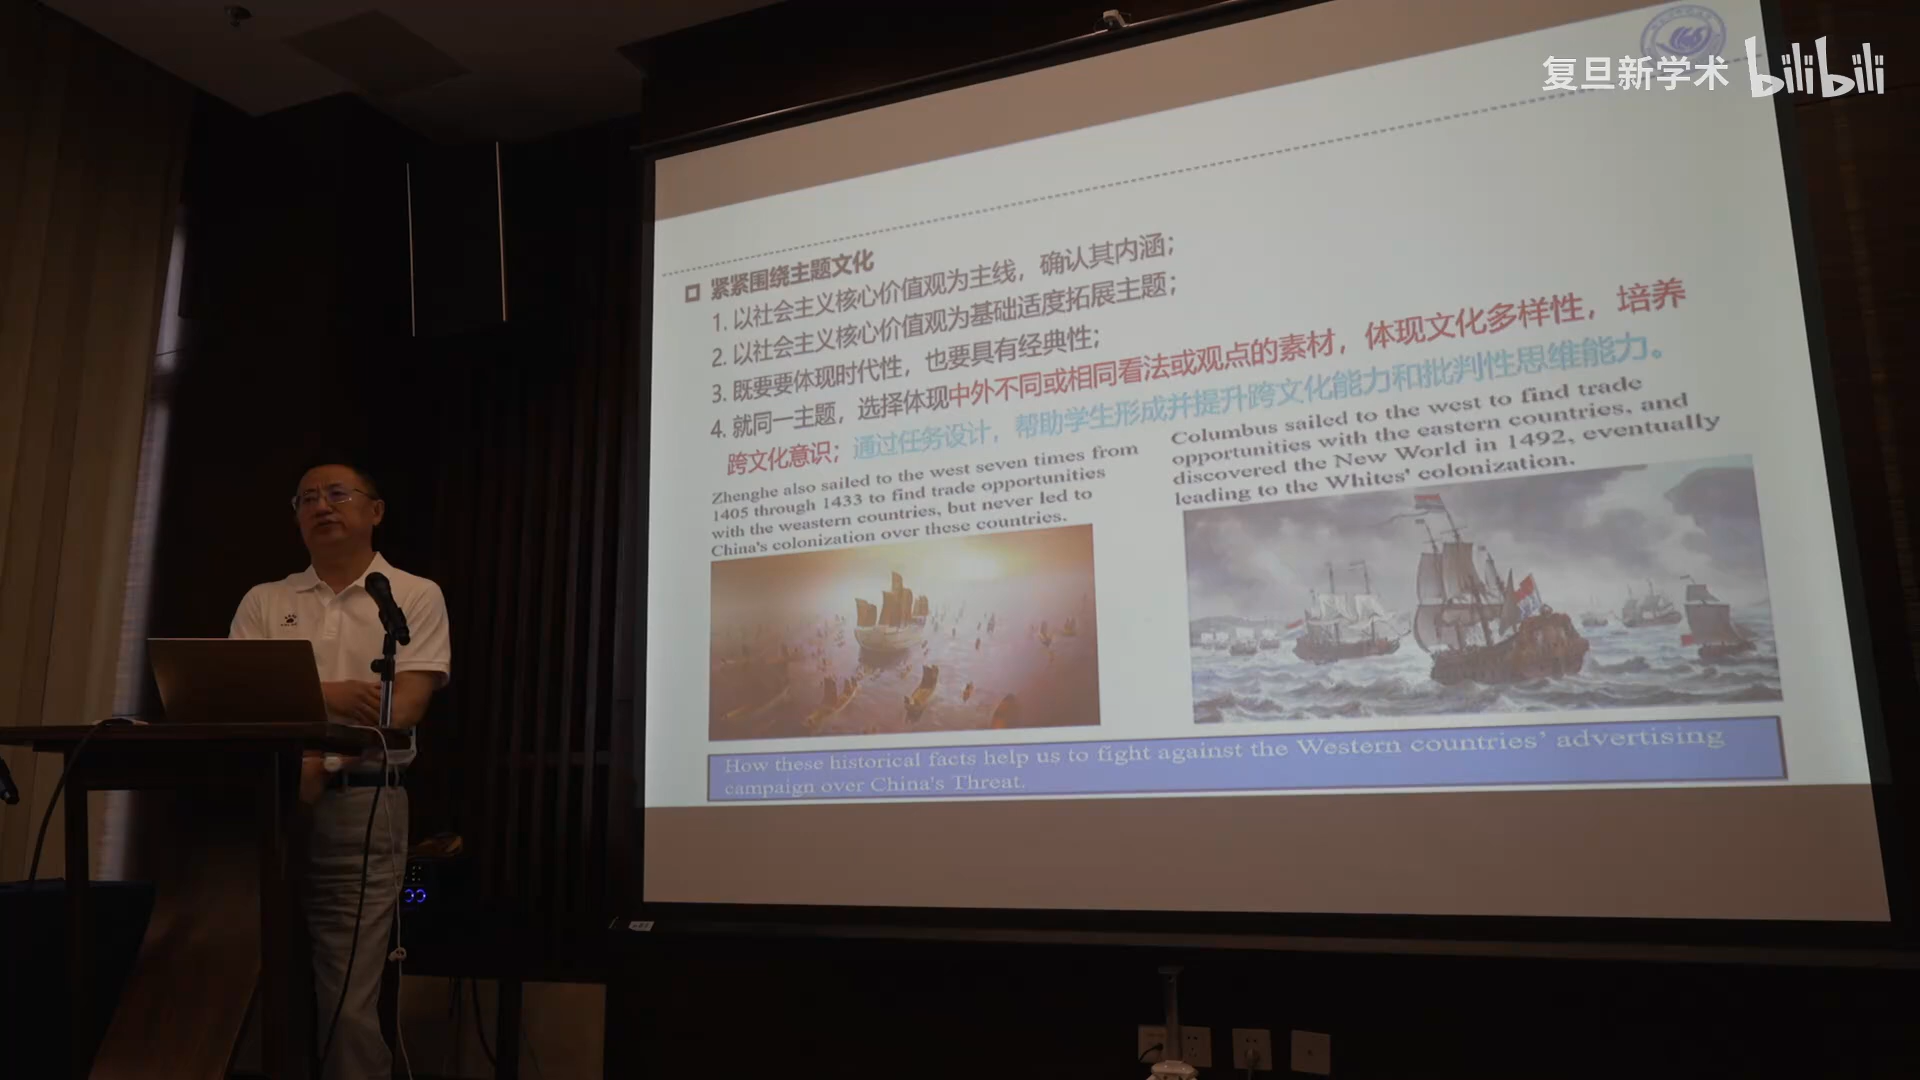 复旦新学术 bilibili
紧紧围绕主题文化
1. 以社会主义核心价值观为主线，确认其内涵；
2. 以社会主义核心价值观为基础适度拓展主题；
3. 既要要体现时代性，也要具有经典性；
4. 就同一主题，选择体现中外不同或相同看法或观点的素材，体现文化多样性，培养
跨文化意识；通过任务设计，帮助学生形成并提升跨文化能力和批判性思维能力。
Zhenghe also sailed to the west seven times from
1405 through 1433 to find trade opportunities
with the weastern countries, but never led to
China's colonization over these countries.
Columbus sailed to the west to find trade
opportunities with the eastern countries, and
discovered the New World in 1492, eventually
leading to the Whites' colonization.
How these historical facts help us to fight against the Western countries’ advertising
campaign over China's Threat.